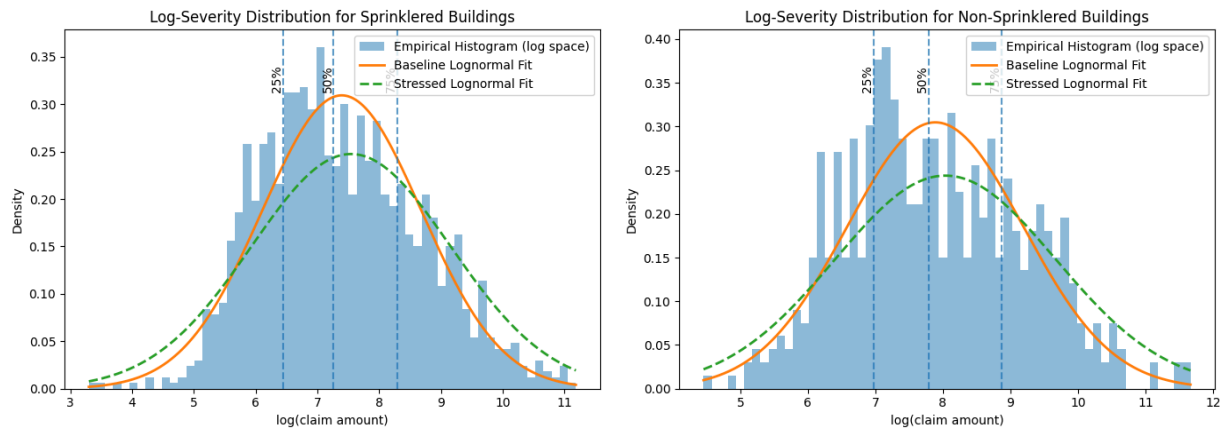 Log-Severity Distribution for Sprinklered Buildings
Empirical Histogram (log space)
Baseline Lognormal Fit
Stressed Lognormal Fit
25%
50%
75%
0.35
0.30
0.25
0.20
0.15
0.10
0.05
0.00
Density
3 4 5 6 7 8 9 10 11
log(claim amount)
Log-Severity Distribution for Non-Sprinklered Buildings
Empirical Histogram (log space)
Baseline Lognormal Fit
Stressed Lognormal Fit
25%
50%
75%
0.40
0.35
0.30
0.25
0.20
0.15
0.10
0.05
0.00
Density
5 6 7 8 9 10 11 12
log(claim amount)